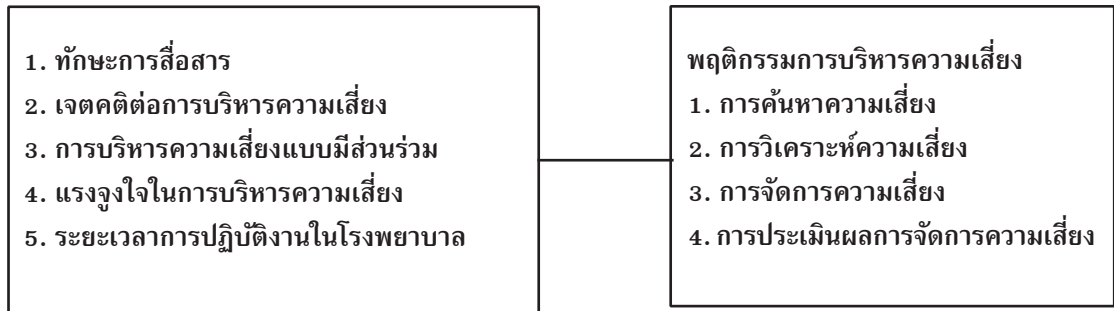 1. ทักษะการสื่อสาร
2. เจตคติต่อการบริหารความเสี่ยง
3. การบริหารความเสี่ยงแบบมีส่วนร่วม
4. แรงจูงใจในการบริหารความเสี่ยง
5. ระยะเวลาการปฏิบัติงานในโรงพยาบาล
พฤติกรรมการบริหารความเสี่ยง
1. การค้นหาความเสี่ยง
2. การวิเคราะห์ความเสี่ยง
3. การจัดการความเสี่ยง
4. การประเมินผลการจัดการความเสี่ยง